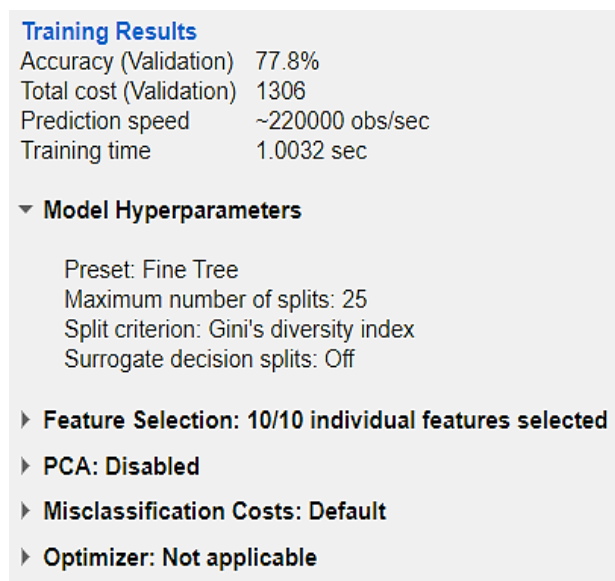 Training Results
Accuracy (Validation) 77.8%
Total cost (Validation) 1306
Prediction speed ~220000 obs/sec
Training time 1.0032 sec
Model Hyperparameters
Preset: Fine Tree
Maximum number of splits: 25
Split criterion: Gini's diversity index
Surrogate decision splits: Off
Feature Selection: 10/10 individual features selected
PCA: Disabled
Misclassification Costs: Default
Optimizer: Not applicable